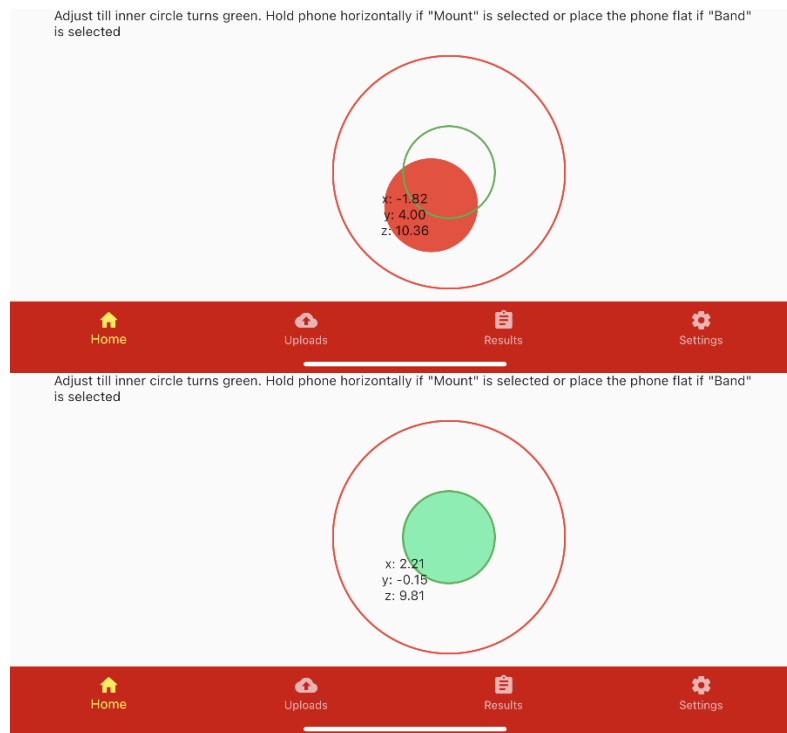 Adjust till inner circle turns green. Hold phone horizontally if "Mount" is selected or place the phone flat if "Band"
is selected
x: -1.82
y: 4.00
z: 10.36
Home
Uploads
Results
Settings
Adjust till inner circle turns green. Hold phone horizontally if "Mount" is selected or place the phone flat if "Band"
is selected
x: 2.21
y: -0.15
z: 9.81
Home
Uploads
Results
Settings